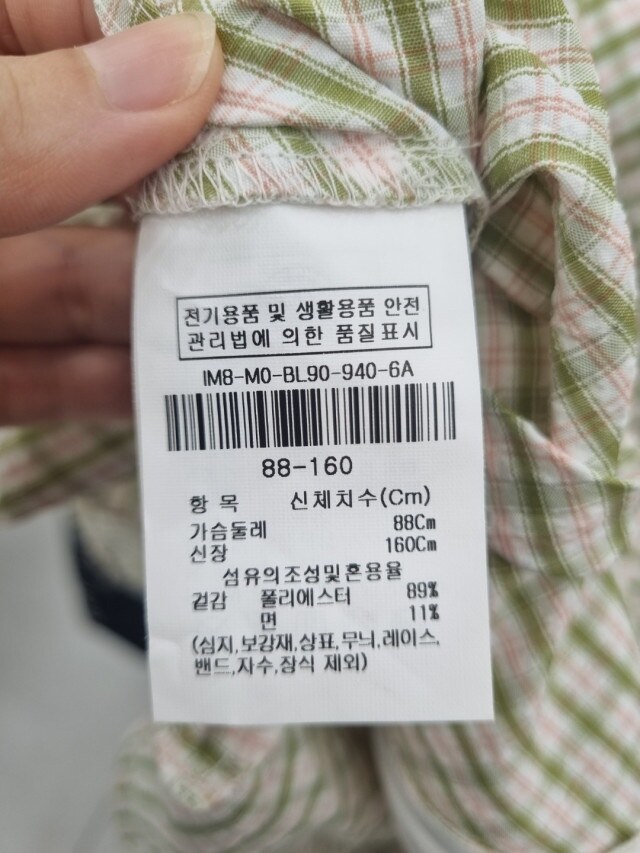 전기용품 및 생활용품 안전
관리법에 의한 품질표시
IM8-M0-BL90-940-6A
88-160
항 목 신체치수(Cm)
가슴둘레 88Cm
신장 160Cm
섬유의조성및혼용율
겉감 폴리에스터 89%
면 11%
(심지,보강재,상표,무늬,레이스,
밴드,자수,장식 제외)